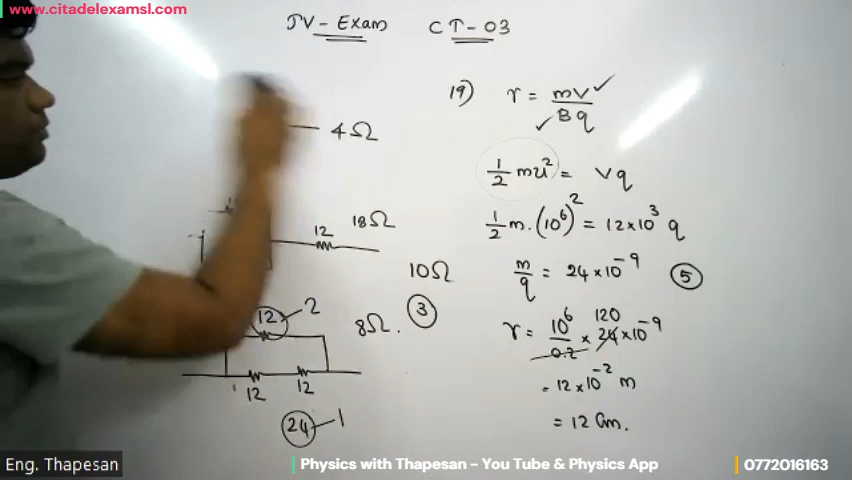 www.citadelexamsl.com
JV - Exam CT - 03
4Ω
12
18Ω
10Ω
3
12 2
8Ω.
12 12
24 1
19) r = mv / Bq
1/2 mu² = Vq
1/2 m.(10⁶)² = 12×10³ q
m/q = 24×10⁻⁹
5
r = 10⁶/0.2 × 24×10⁻⁹ 120
= 12×10⁻² m
= 12 Cm.
Eng. Thapesan
Physics with Thapesan - You Tube & Physics App
0772016163